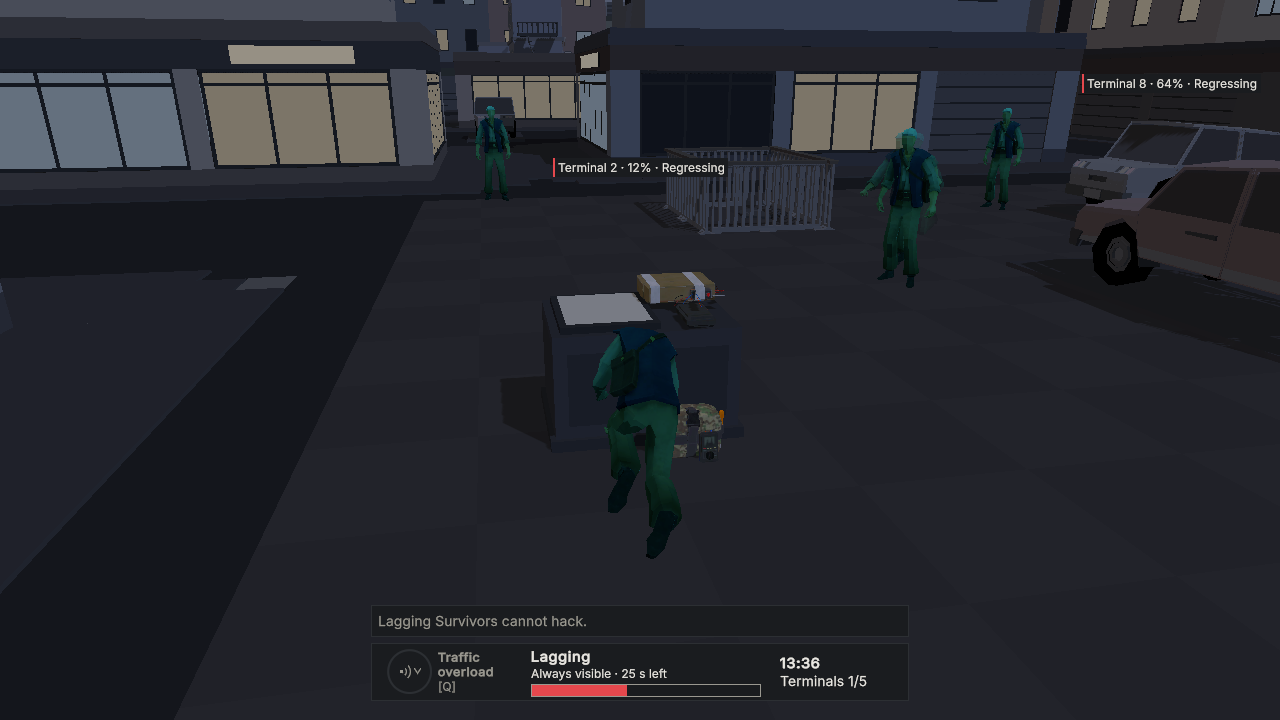 Terminal 8 · 64% · Regressing
Terminal 2 · 12% · Regressing
Lagging Survivors cannot hack.
Traffic
overload
[Q]
Lagging
Always visible · 25 s left
13:36
Terminals 1/5